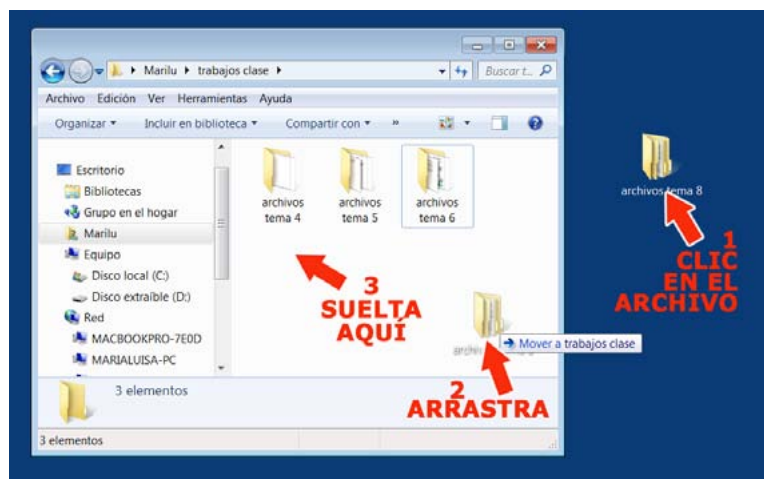 Marilu
trabajos clase
Buscar t...
Archivo Edición Ver Herramientas Ayuda
Organizar Incluir en biblioteca Compartir con »
Escritorio
Bibliotecas
Grupo en el hogar
Marilu
Equipo
Disco local (C:)
Disco extraíble (D:)
Red
MACBOOKPRO-7E0D
MARIALUISA-PC
archivos
tema 4
archivos
tema 5
archivos
tema 6
3
SUELTA
AQUÍ
archivos tema 8
1
CLIC
EN EL
ARCHIVO
Mover a trabajos clase
2
ARRASTRA
3 elementos
3 elementos